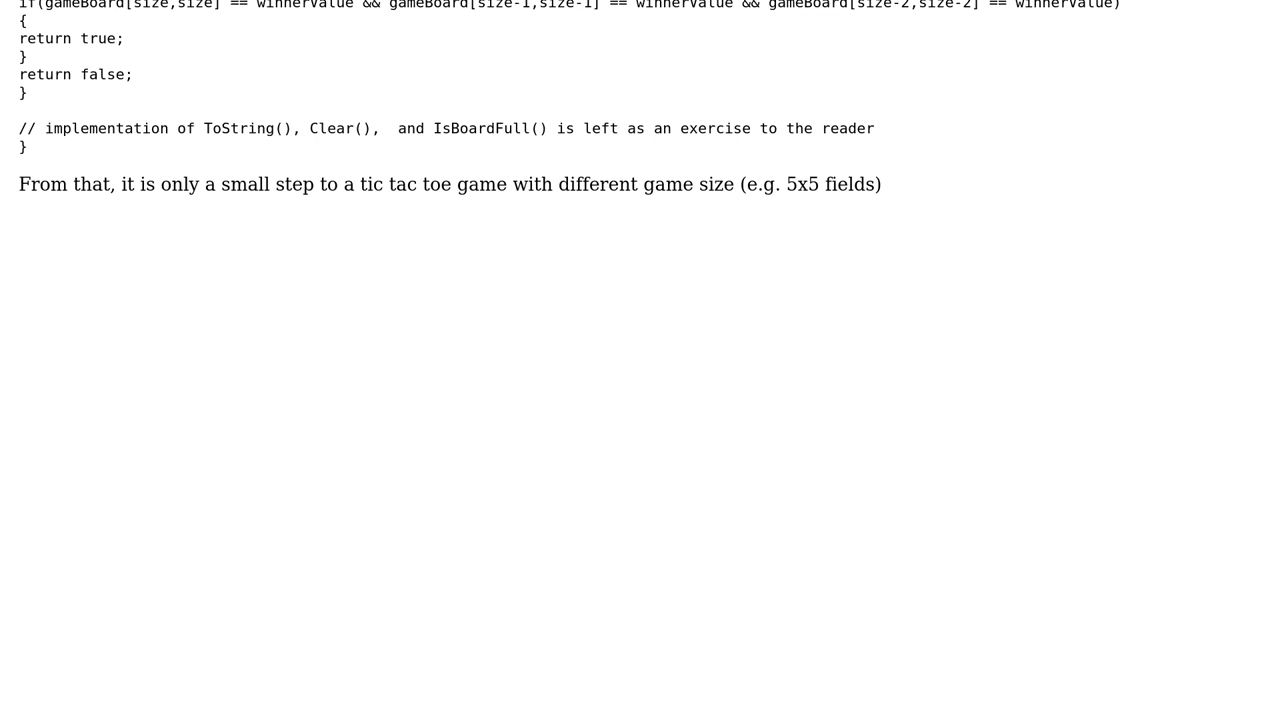 if(gameBoard[size,size] == winnerValue && gameBoard[size-1,size-1] == winnerValue && gameBoard[size-2,size-2] == winnerValue)
{
return true;
}
return false;
}
// implementation of ToString(), Clear(),  and IsBoardFull() is left as an exercise to the reader
}
From that, it is only a small step to a tic tac toe game with different game size (e.g. 5x5 fields)